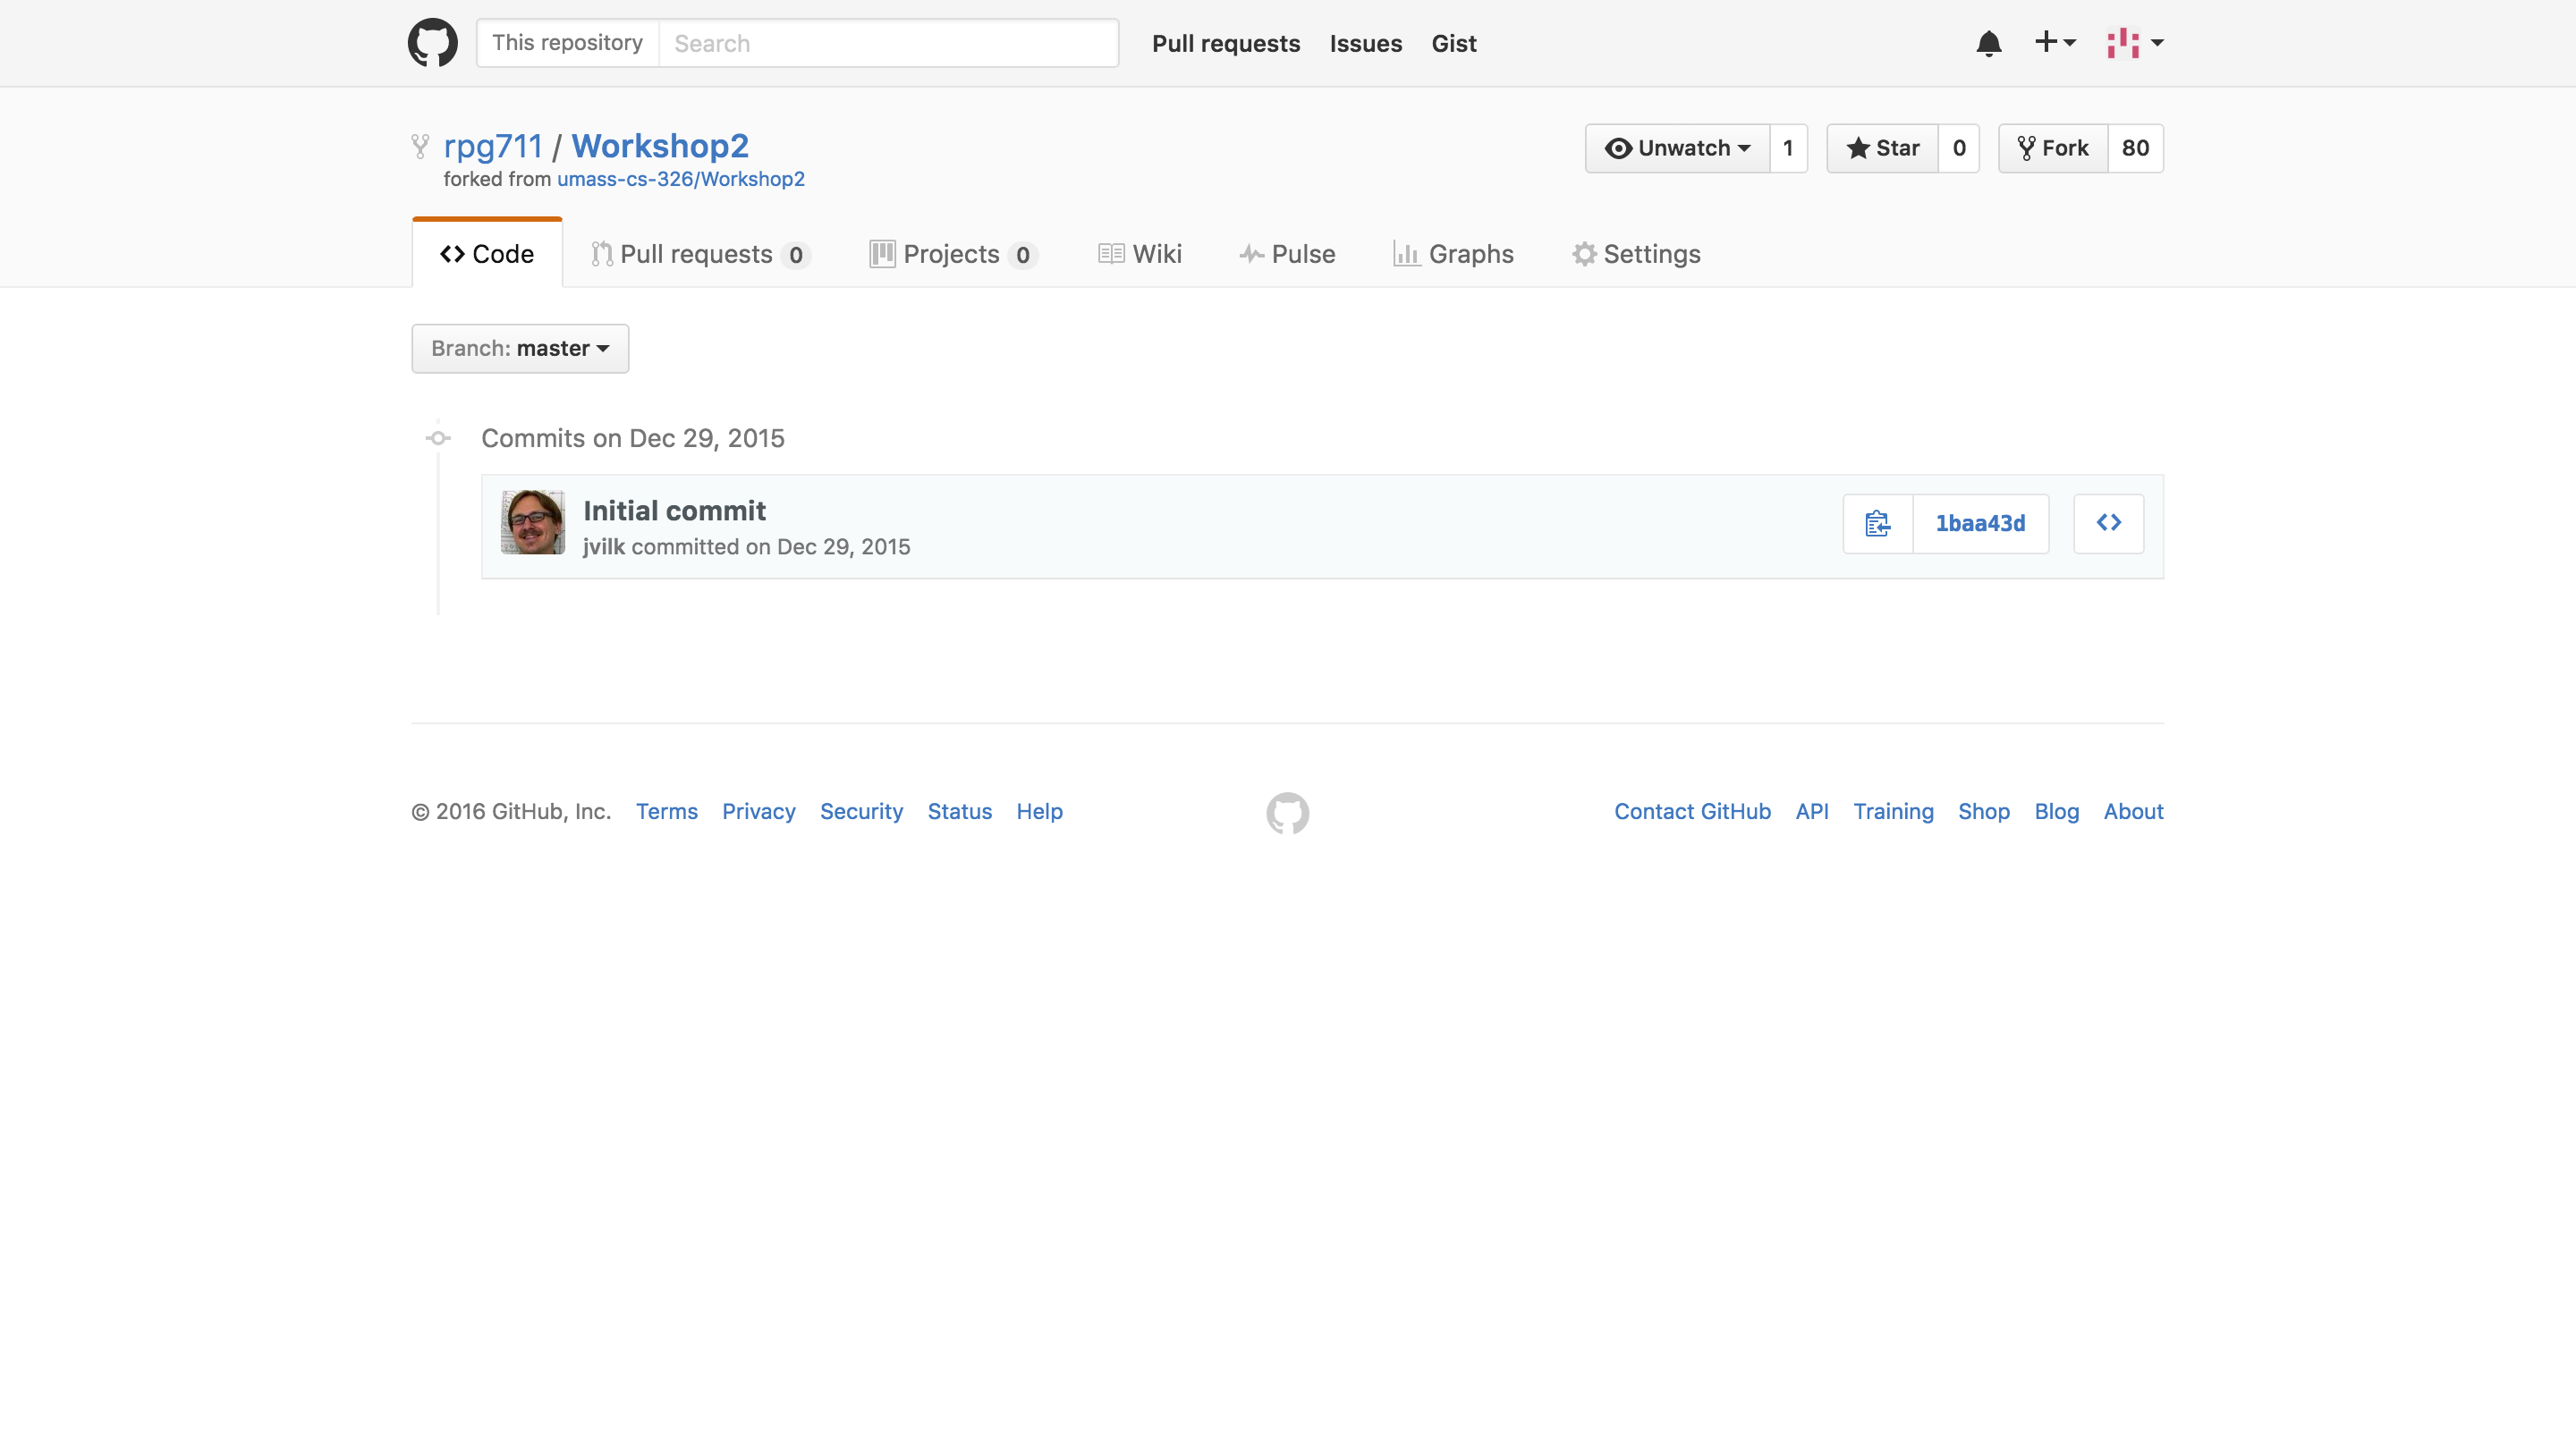 This repository Search Pull requests Issues Gist
rpg711 / Workshop2
forked from umass-cs-326/Workshop2
Unwatch 1 Star 0 Fork 80
Code Pull requests 0 Projects 0 Wiki Pulse Graphs Settings
Branch: master
Commits on Dec 29, 2015
Initial commit
jvilk committed on Dec 29, 2015
1baa43d
© 2016 GitHub, Inc. Terms Privacy Security Status Help Contact GitHub API Training Shop Blog About